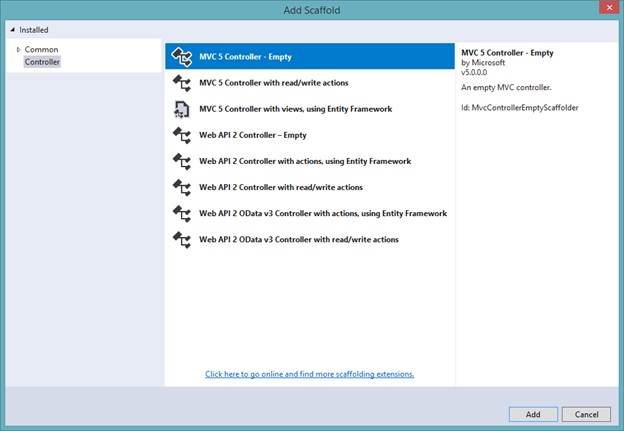 Add Scaffold
Installed
Common
Controller
MVC 5 Controller - Empty
MVC 5 Controller with read/write actions
MVC 5 Controller with views, using Entity Framework
Web API 2 Controller – Empty
Web API 2 Controller with actions, using Entity Framework
Web API 2 Controller with read/write actions
Web API 2 OData v3 Controller with actions, using Entity Framework
Web API 2 OData v3 Controller with read/write actions
Click here to go online and find more scaffolding extensions.
MVC 5 Controller - Empty
by Microsoft
v5.0.0.0
An empty MVC controller.
Id: MvcControllerEmptyScaffolder
Add
Cancel